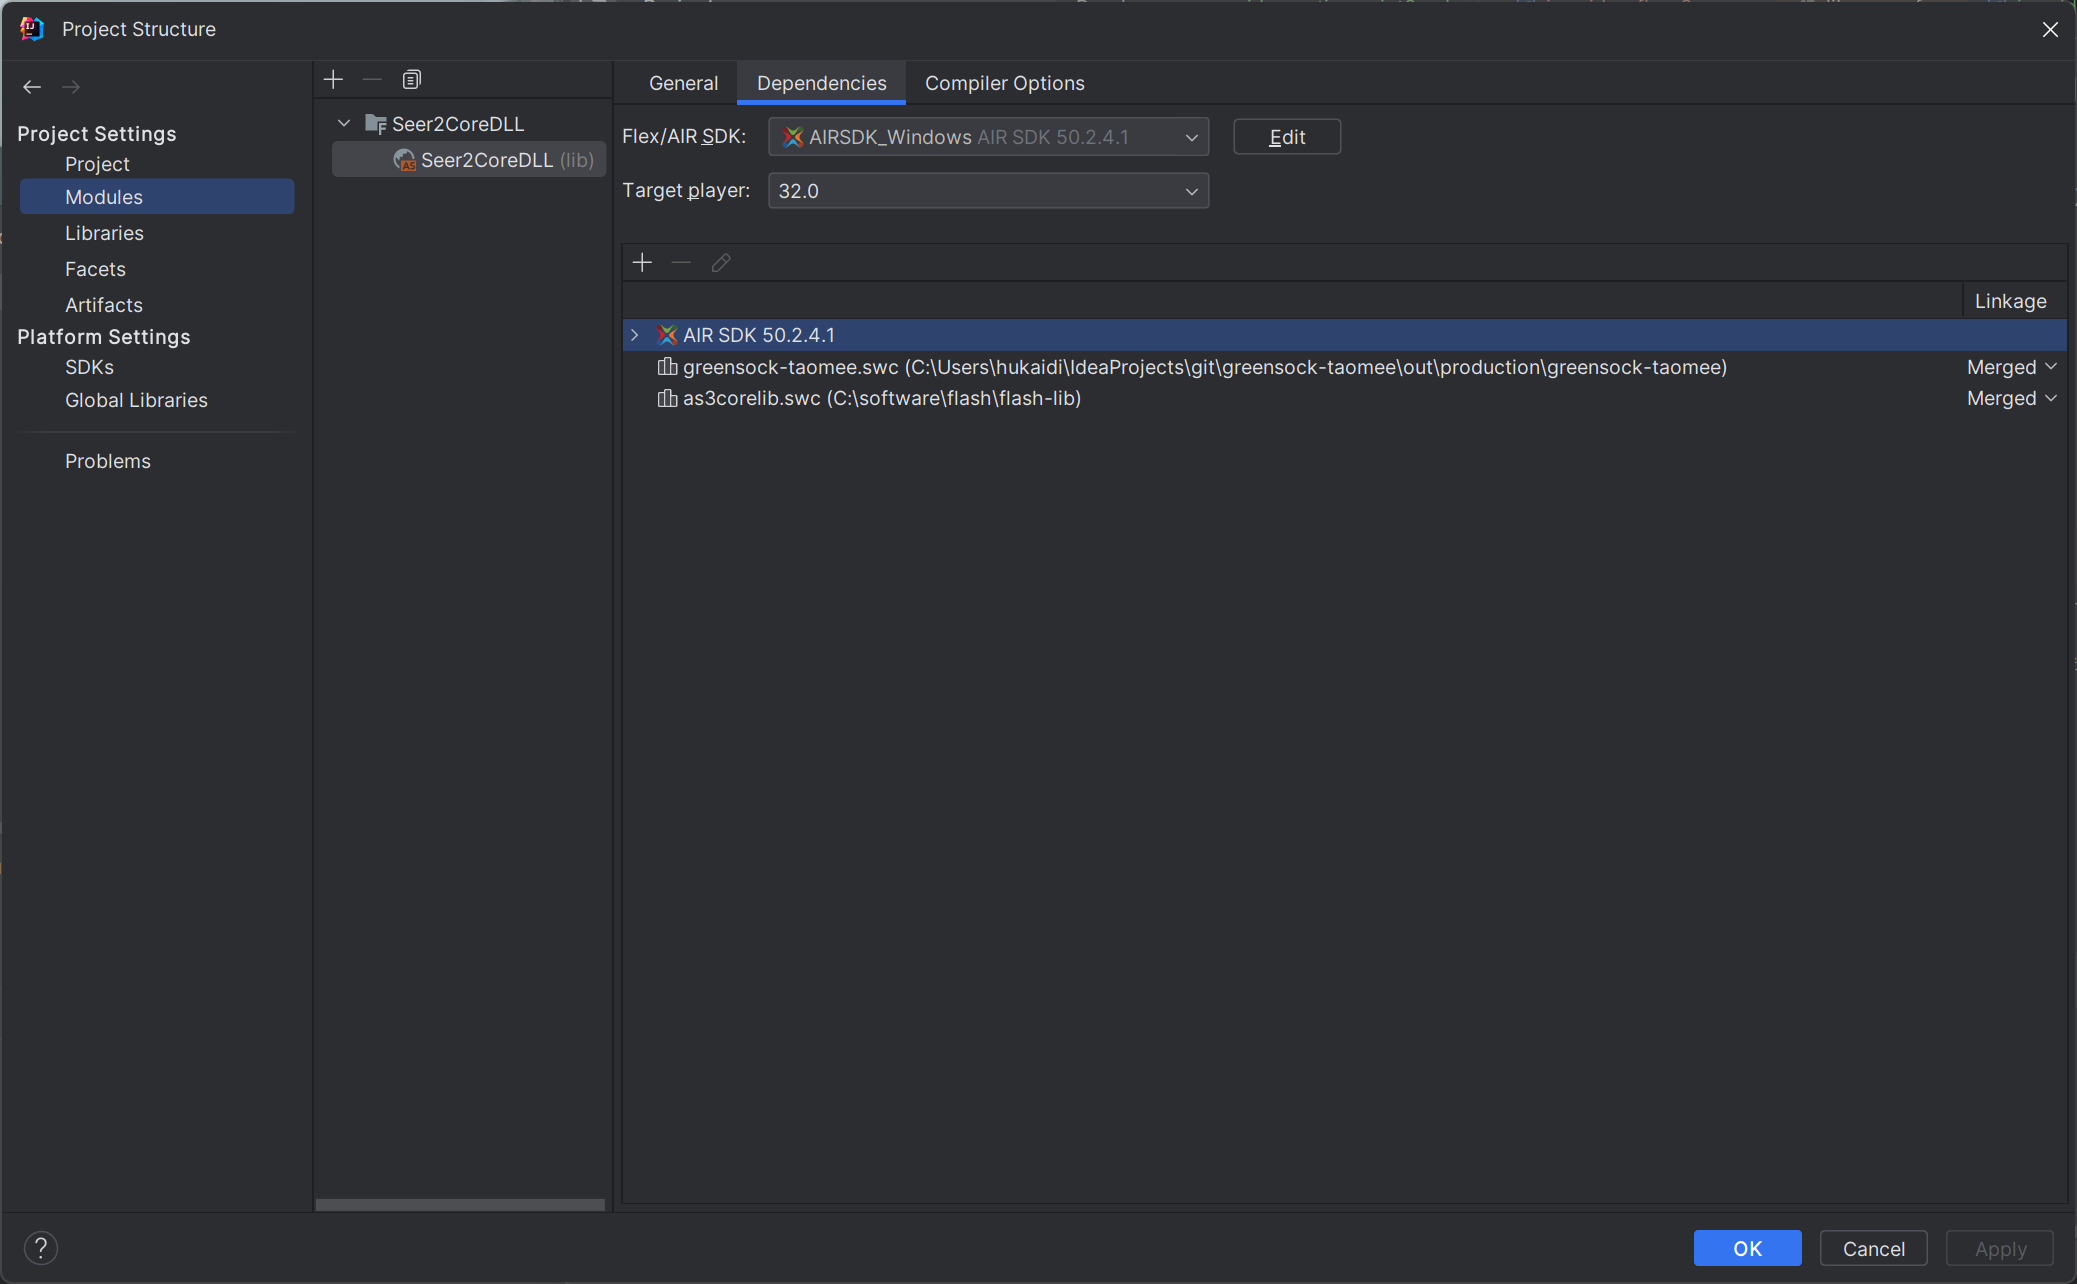 Project Structure
Project Settings
Project
Modules
Libraries
Facets
Artifacts
Platform Settings
SDKs
Global Libraries
Problems
Seer2CoreDLL
Seer2CoreDLL (lib)
General Dependencies Compiler Options
Flex/AIR SDK: AIRSDK_Windows AIR SDK 50.2.4.1 Edit
Target player: 32.0
Linkage
AIR SDK 50.2.4.1
greensock-taomee.swc (C:\Users\hukaidi\IdeaProjects\git\greensock-taomee\out\production\greensock-taomee) Merged
as3corelib.swc (C:\software\flash\flash-lib) Merged
? OK Cancel Apply